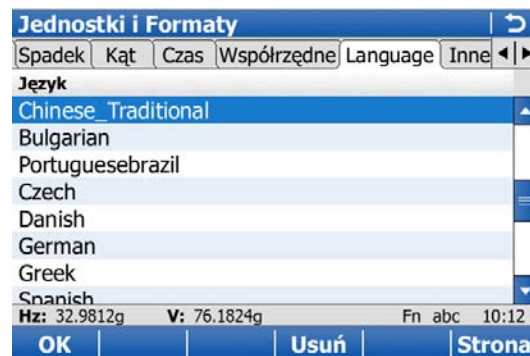 Jednostki i Formaty
Spadek Kąt Czas Współrzędne Language Inne
Język
Chinese_Traditional
Bulgarian
Portuguesebrazil
Czech
Danish
German
Greek
Spanish
Hz: 32.9812g V: 76.1824g Fn abc 10:12
OK Usuń Strona